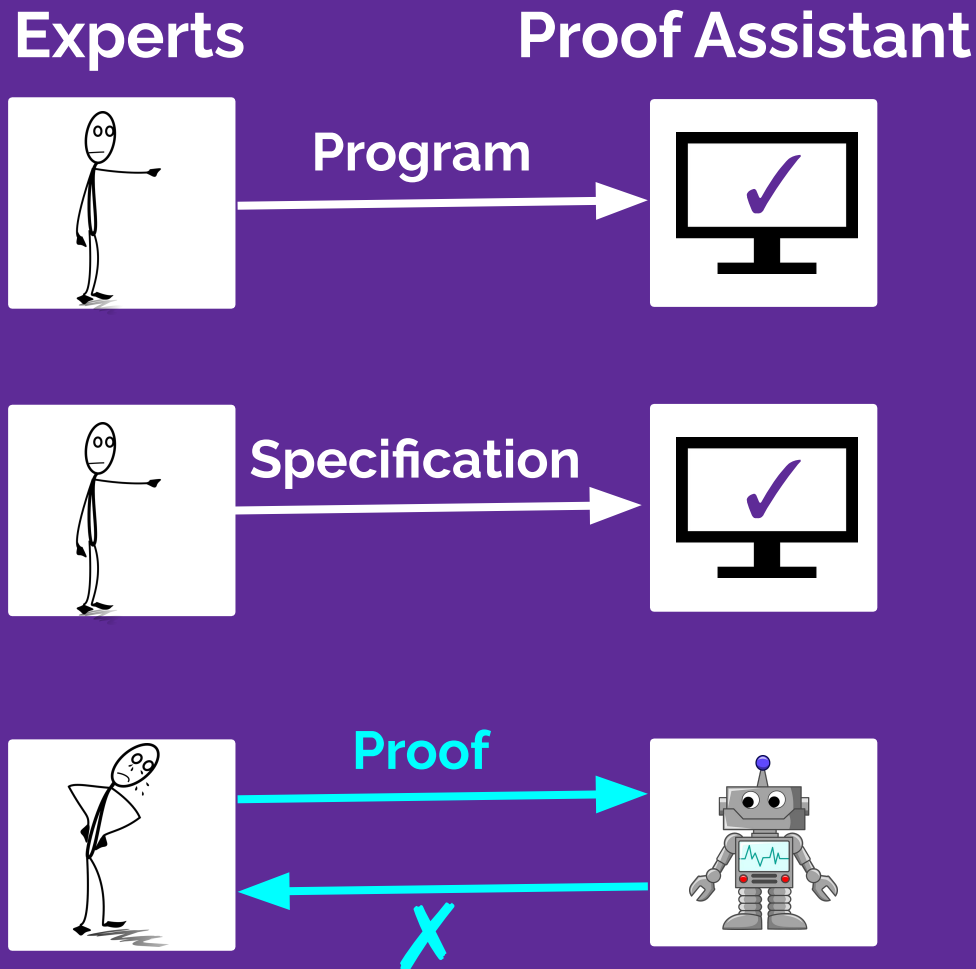 Experts
Proof Assistant
Program
✓
Specification
✓
Proof
✗